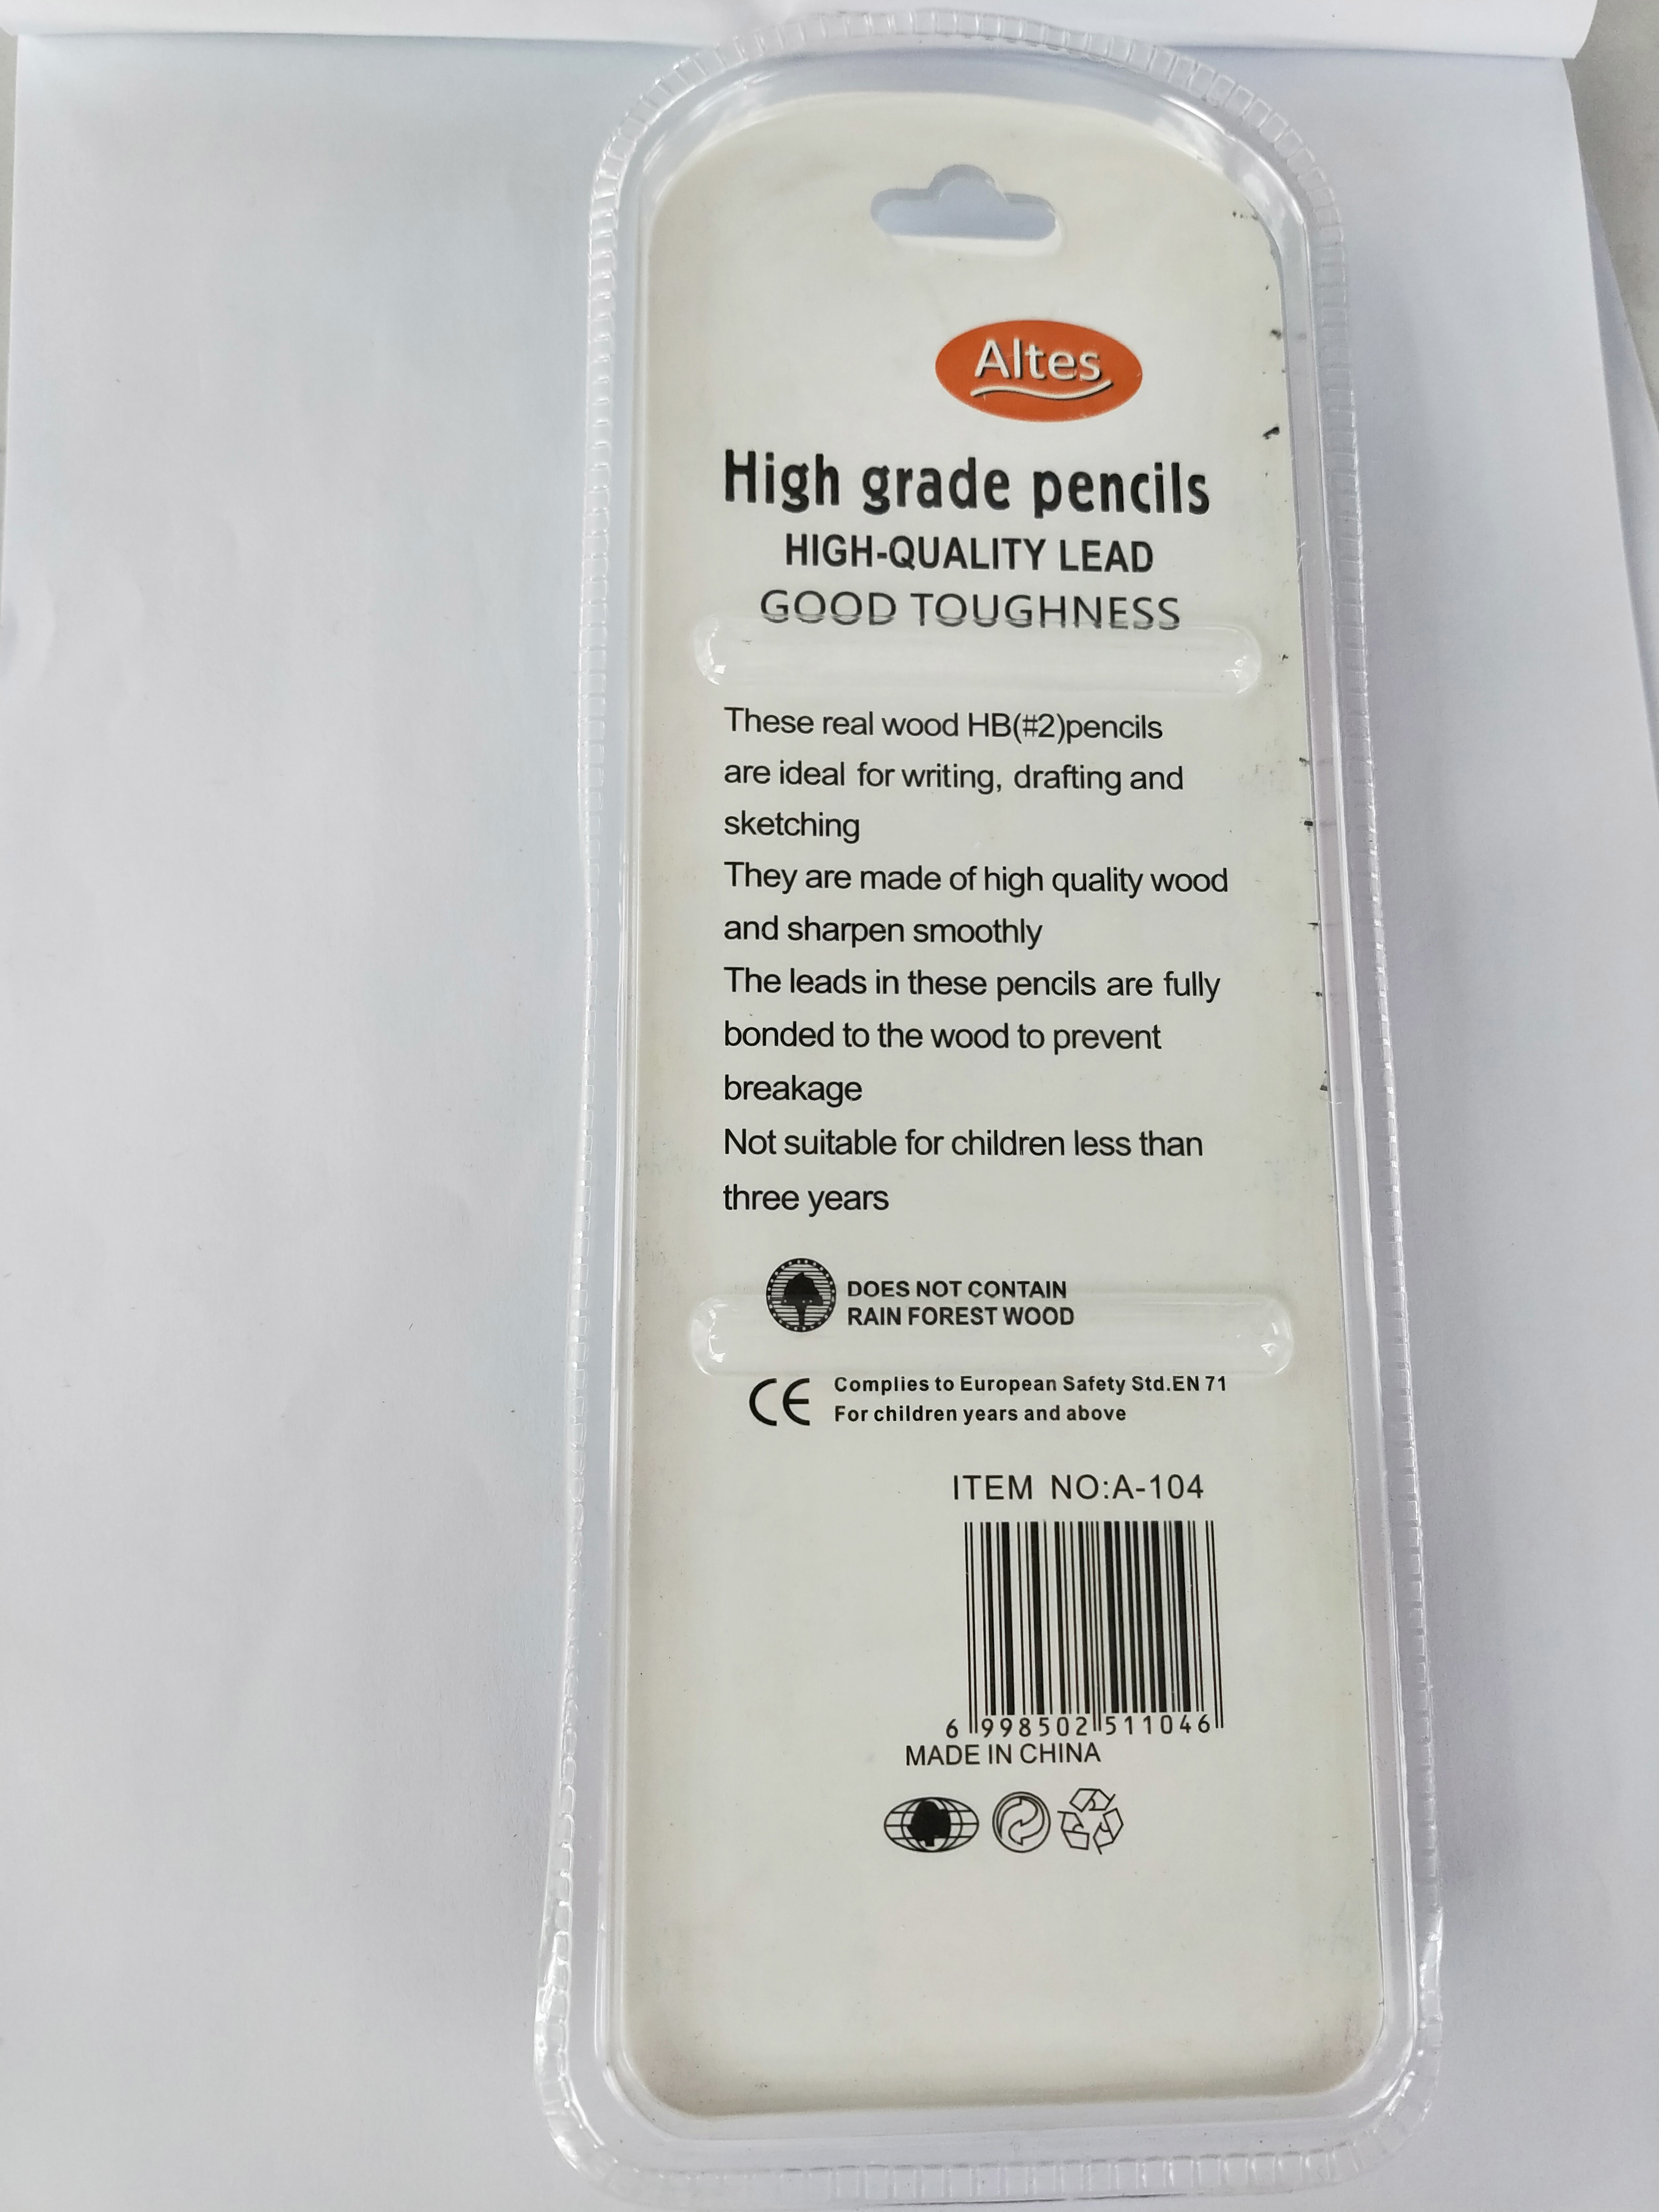 Altes
High grade pencils
HIGH-QUALITY LEAD
GOOD TOUGHNESS
These real wood HB(#2)pencils
are ideal for writing, drafting and
sketching
They are made of high quality wood
and sharpen smoothly
The leads in these pencils are fully
bonded to the wood to prevent
breakage
Not suitable for children less than
three years
DOES NOT CONTAIN
RAIN FOREST WOOD
CE Complies to European Safety Std.EN 71
For children years and above
ITEM NO:A-104
6 998502 511046
MADE IN CHINA